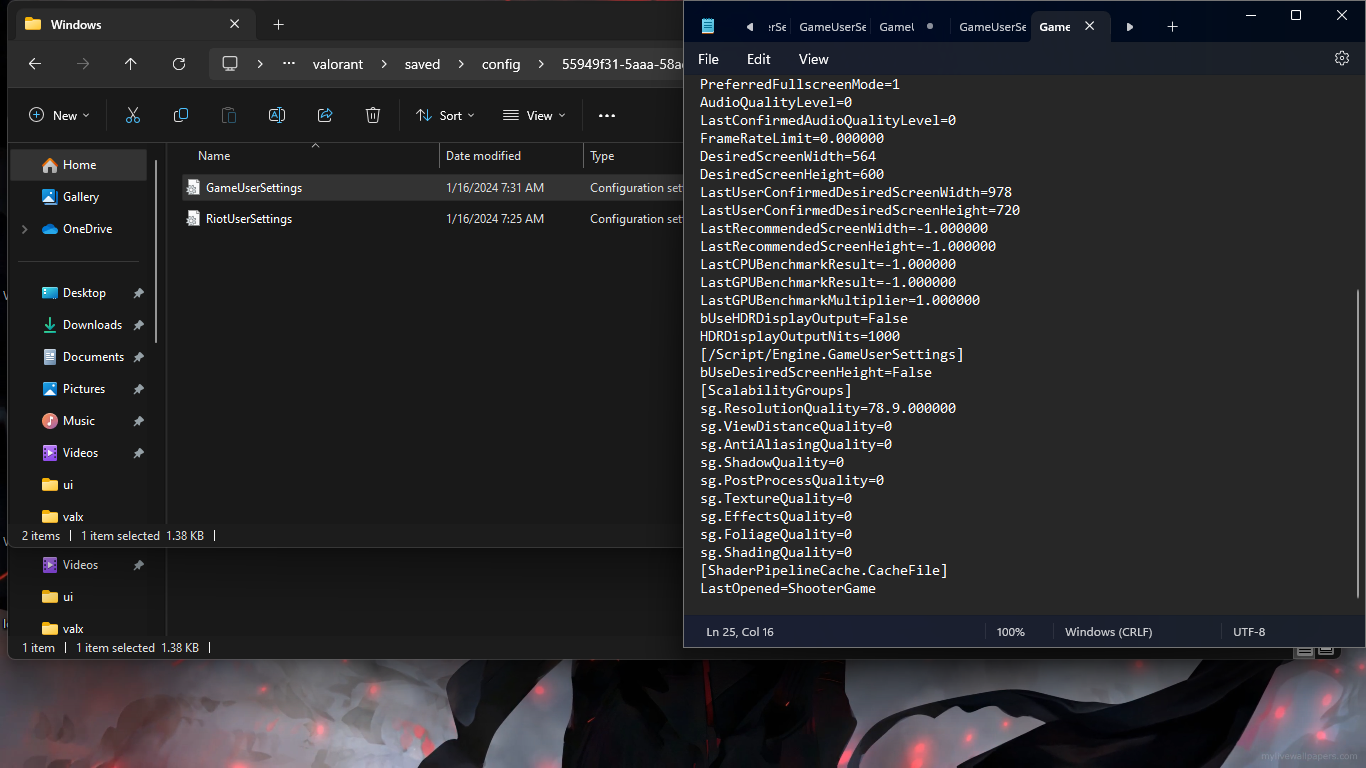 Windows
valorant
saved
config
55949f31-5aaa-58ac
New
Sort
View
Home
Gallery
OneDrive
Desktop
Downloads
Documents
Pictures
Music
Videos
ui
valx
Name
Date modified
Type
GameUserSettings
1/16/2024 7:31 AM
Configuration sett
RiotUserSettings
1/16/2024 7:25 AM
Configuration sett
2 items
1 item selected 1.38 KB
Videos
ui
valx
1 item
1 item selected 1.38 KB
erSe
GameUserSe
GameU
GameUserSe
Game
File
Edit
View
PreferredFullscreenMode=1
AudioQualityLevel=0
LastConfirmedAudioQualityLevel=0
FrameRateLimit=0.000000
DesiredScreenWidth=564
DesiredScreenHeight=600
LastUserConfirmedDesiredScreenWidth=978
LastUserConfirmedDesiredScreenHeight=720
LastRecommendedScreenWidth=-1.000000
LastRecommendedScreenHeight=-1.000000
LastCPUBenchmarkResult=-1.000000
LastGPUBenchmarkResult=-1.000000
LastGPUBenchmarkMultiplier=1.000000
bUseHDRDisplayOutput=False
HDRDisplayOutputNits=1000
[/Script/Engine.GameUserSettings]
bUseDesiredScreenHeight=False
[ScalabilityGroups]
sg.ResolutionQuality=78.9.000000
sg.ViewDistanceQuality=0
sg.AntiAliasingQuality=0
sg.ShadowQuality=0
sg.PostProcessQuality=0
sg.TextureQuality=0
sg.EffectsQuality=0
sg.FoliageQuality=0
sg.ShadingQuality=0
[ShaderPipelineCache.CacheFile]
LastOpened=ShooterGame
Ln 25, Col 16
100%
Windows (CRLF)
UTF-8
mylivewallpapers.com